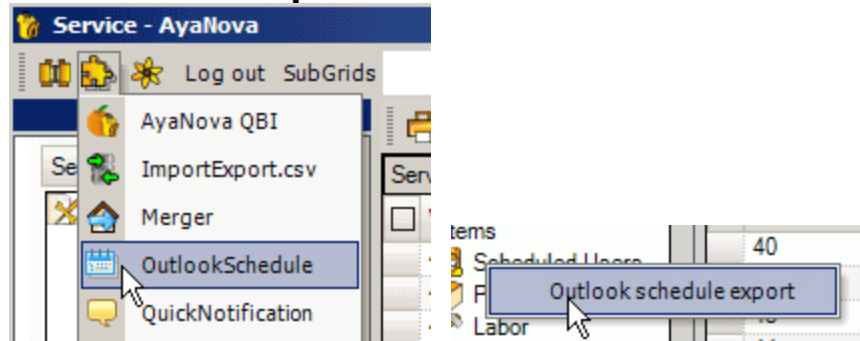 Service - AyaNova
Log out SubGrids
AyaNova QBI
Se
ImportExport.csv
Serv
Merger
OutlookSchedule
QuickNotification
tems
Scheduled Users
40
Outlook schedule export
Labor